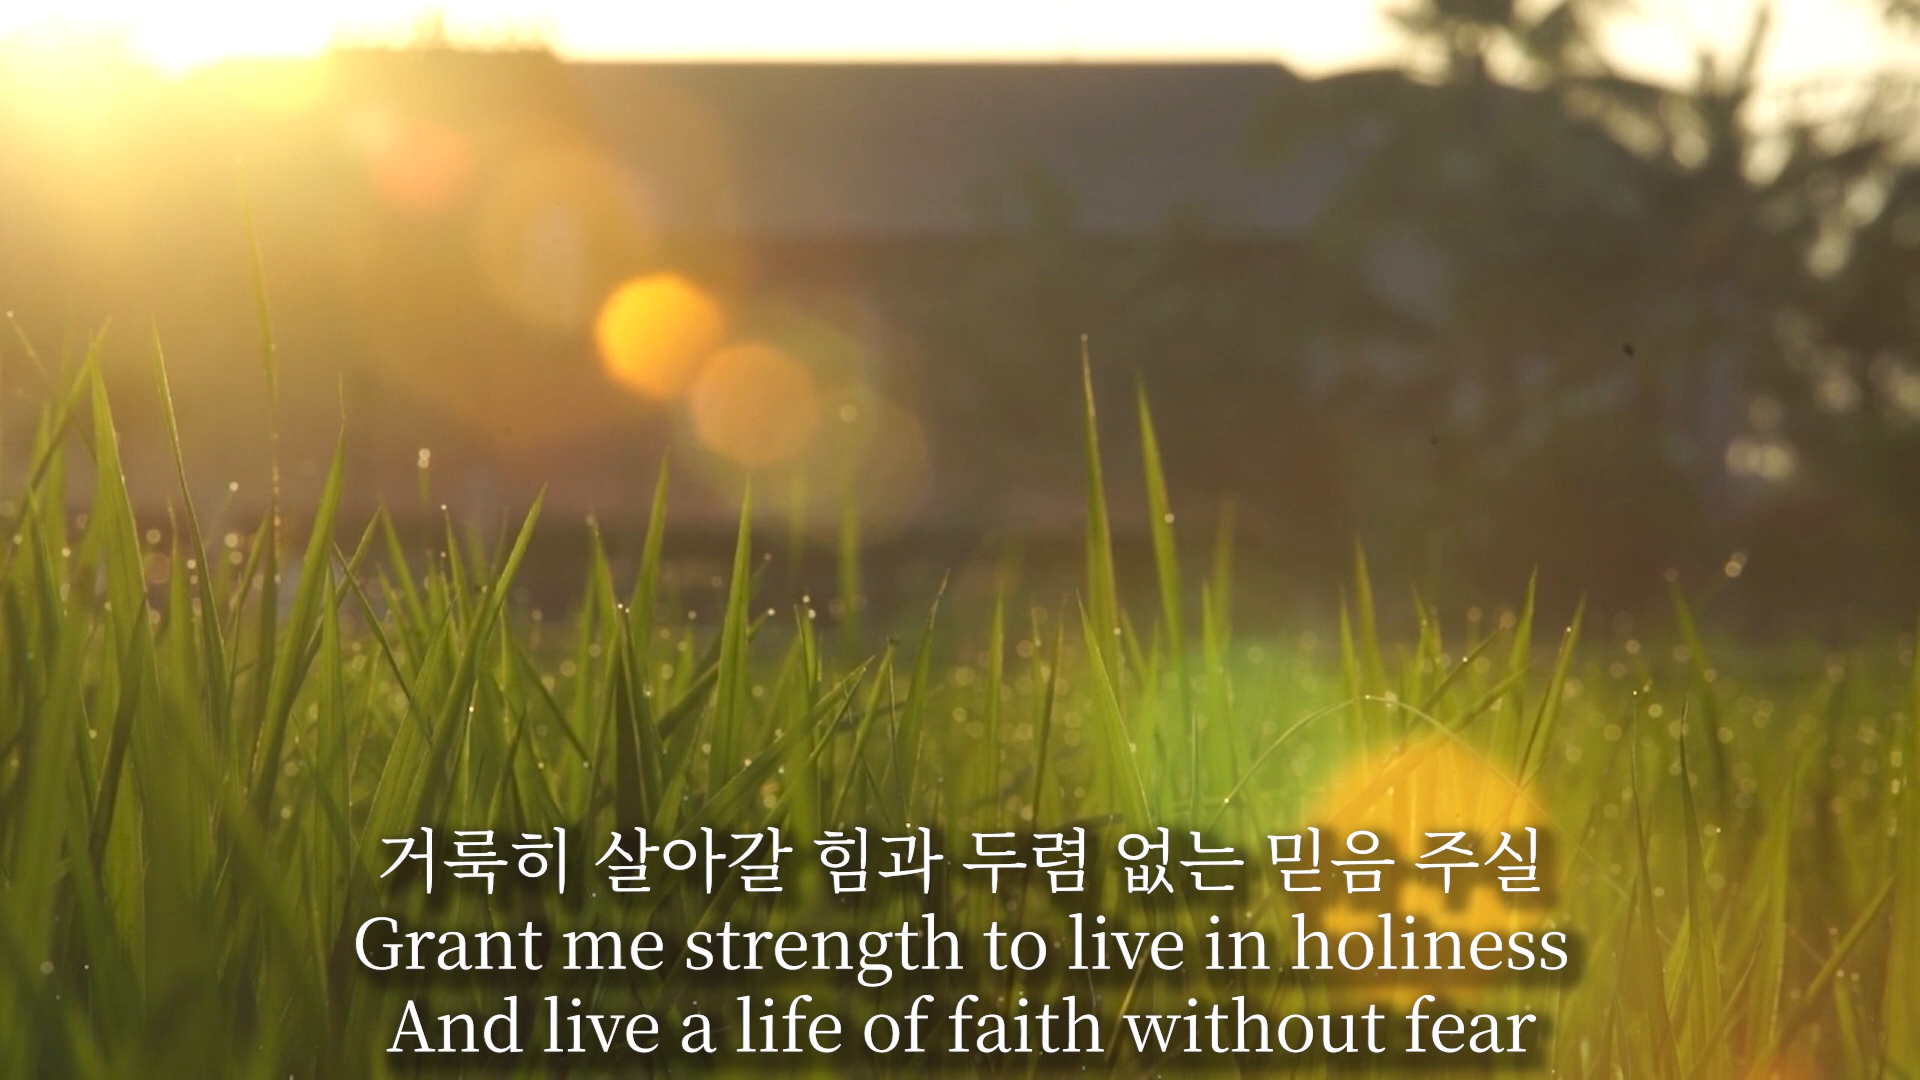 거룩히 살아갈 힘과 두렴 없는 믿음 주실
Grant me strength to live in holiness
And live a life of faith without fear